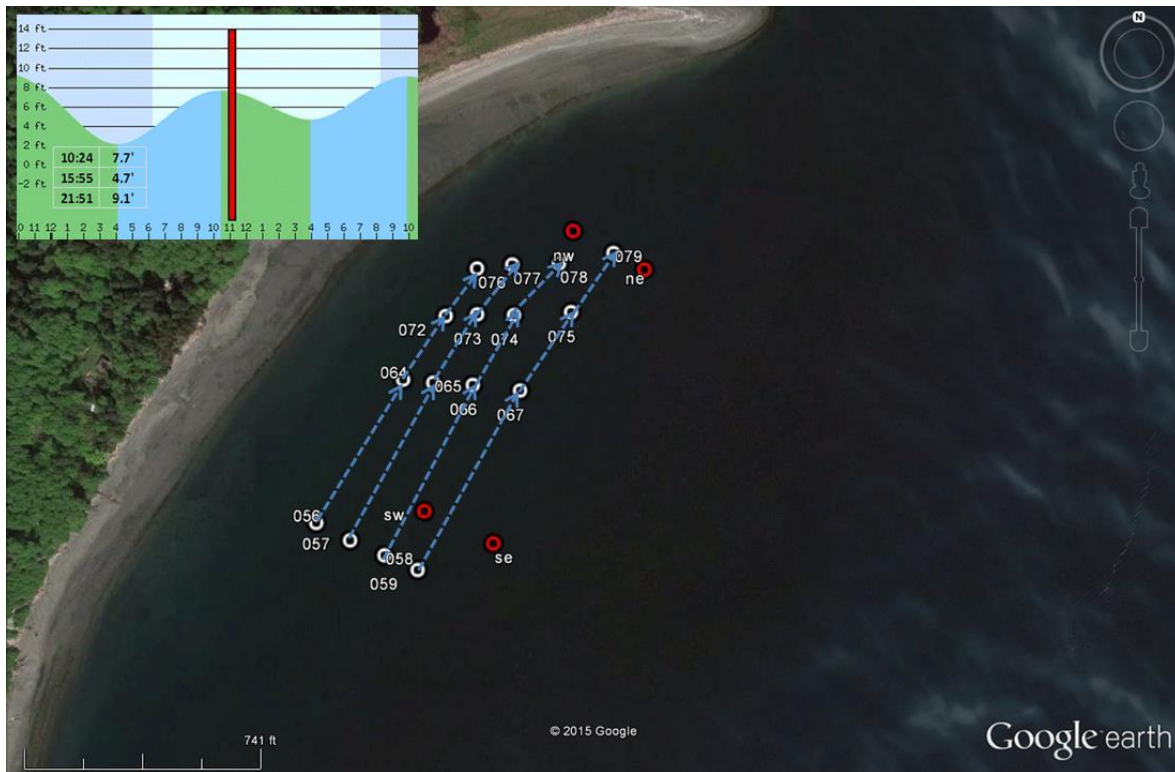 14 ft
12 ft
10 ft
8 ft
6 ft
4 ft
2 ft
0 ft
-2 ft
10:24 7.7'
15:55 4.7'
21:51 9.1'
0 11 12 1 2 3 4 5 6 7 8 9 10 11 12 1 2 3 4 5 6 7 8 9 10
N
nw
079
076
077
078
ne
072
073
074
075
064
065
066
067
056
sw
057
058
se
059
741 ft
© 2015 Google
Google earth